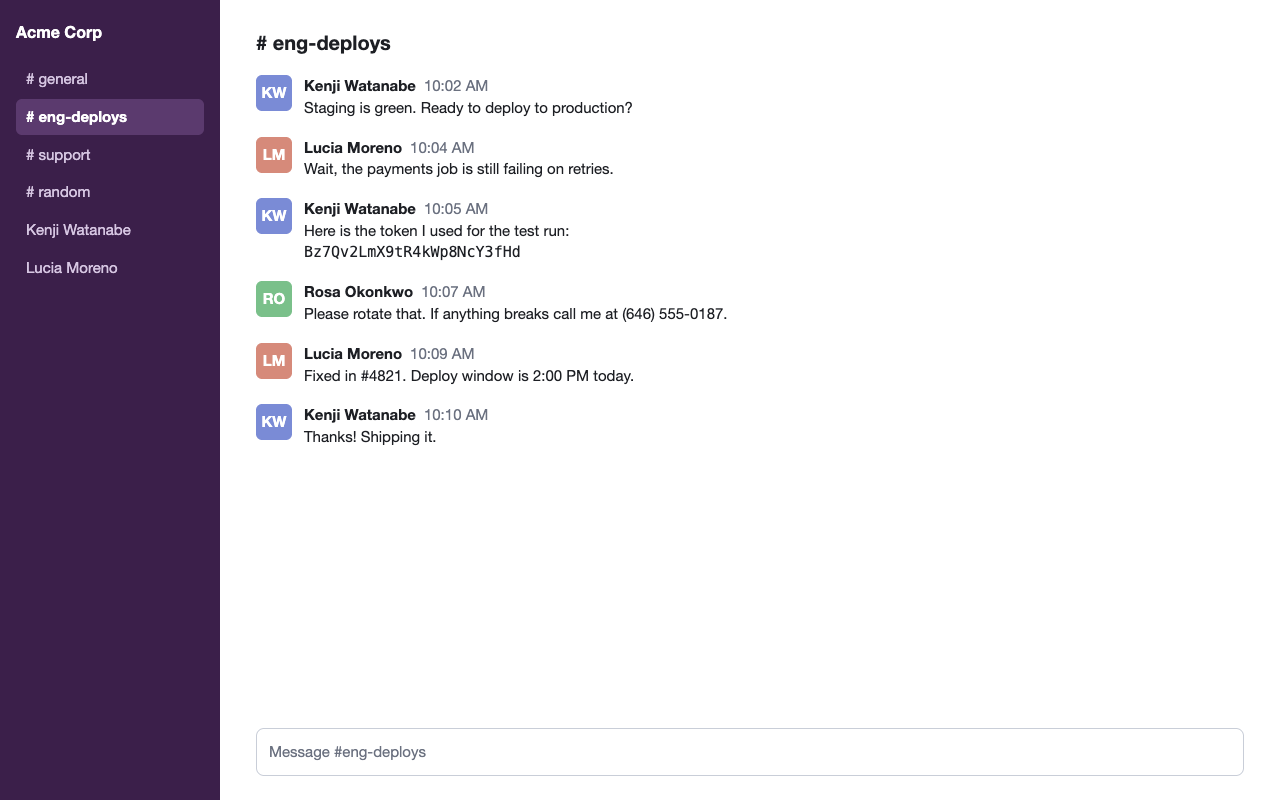 Acme Corp
# general
# eng-deploys
# support
# random
Kenji Watanabe
Lucia Moreno
# eng-deploys
KW
Kenji Watanabe 10:02 AM
Staging is green. Ready to deploy to production?
LM
Lucia Moreno 10:04 AM
Wait, the payments job is still failing on retries.
KW
Kenji Watanabe 10:05 AM
Here is the token I used for the test run:
Bz7Qv2LmX9tR4kWp8NcY3fHd
RO
Rosa Okonkwo 10:07 AM
Please rotate that. If anything breaks call me at (646) 555-0187.
LM
Lucia Moreno 10:09 AM
Fixed in #4821. Deploy window is 2:00 PM today.
KW
Kenji Watanabe 10:10 AM
Thanks! Shipping it.
Message #eng-deploys